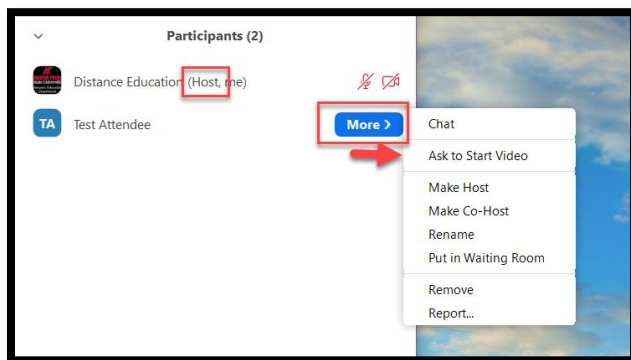 Participants (2)
Distance Education (Host, me)
TA Test Attendee More >
Chat
Ask to Start Video
Make Host
Make Co-Host
Rename
Put in Waiting Room
Remove
Report...